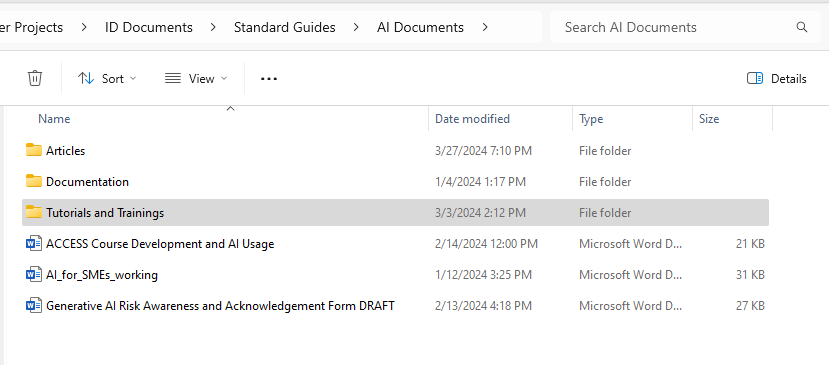 er Projects > ID Documents > Standard Guides > AI Documents > Search AI Documents
Sort View ... Details
Name Date modified Type Size
Articles 3/27/2024 7:10 PM File folder
Documentation 1/4/2024 1:17 PM File folder
Tutorials and Trainings 3/3/2024 2:12 PM File folder
ACCESS Course Development and AI Usage 2/14/2024 12:00 PM Microsoft Word D... 21 KB
AI_for_SMEs_working 1/12/2024 3:25 PM Microsoft Word D... 31 KB
Generative AI Risk Awareness and Acknowledgement Form DRAFT 2/13/2024 4:18 PM Microsoft Word D... 27 KB